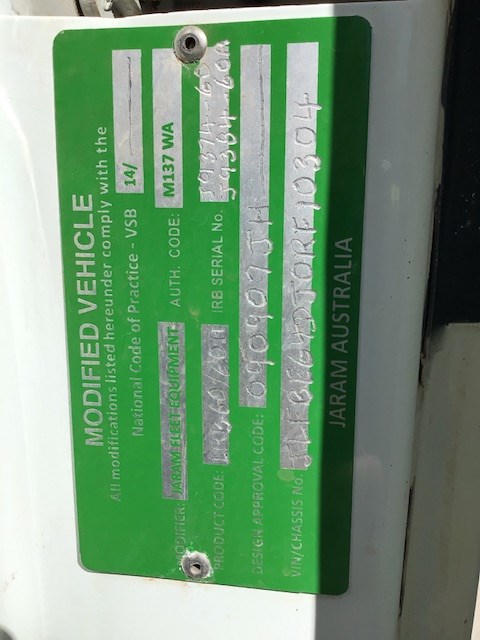 MODIFIED VEHICLE
All modifications listed hereunder comply with the
National Code of Practice - VSB 14/
MODIFIER: JARAM FLEET EQUIPMENT AUTH. CODE: M137 WA
PRODUCT CODE: IRB SERIAL No.
DESIGN APPROVAL CODE: 090907JH
VIN/CHASSIS No
JARAM AUSTRALIA